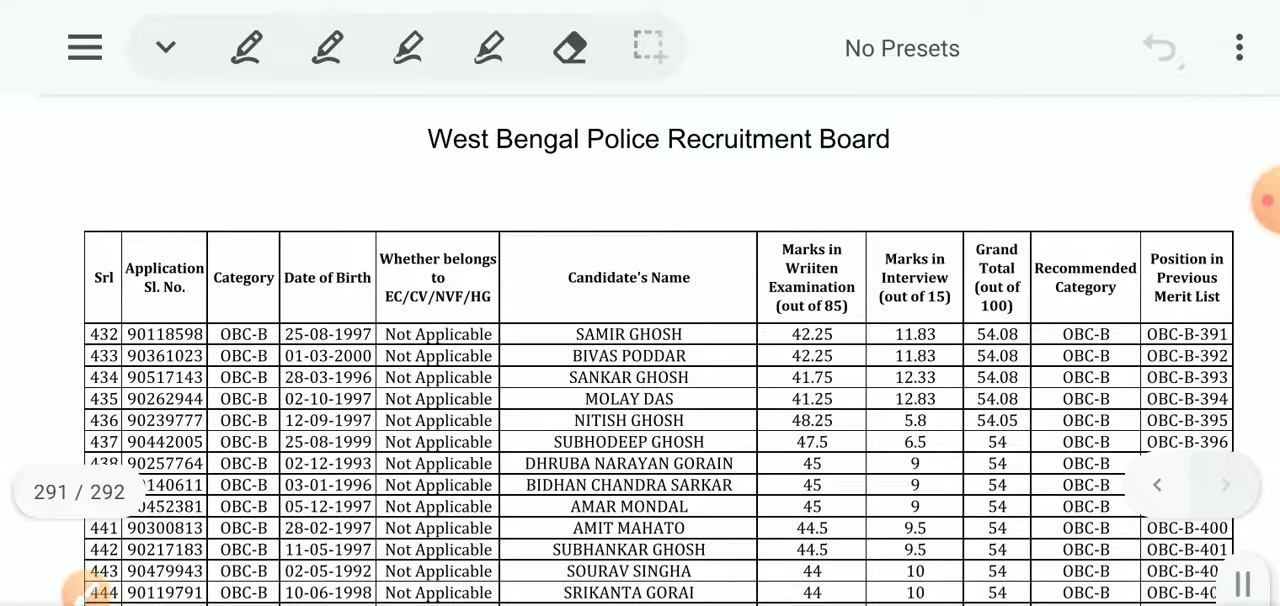 No Presets
West Bengal Police Recruitment Board
Srl Application Sl. No. Category Date of Birth Whether belongs to EC/CV/NVF/HG Candidate's Name Marks in Wriiten Examination (out of 85) Marks in Interview (out of 15) Grand Total (out of 100) Recommended Category Position in Previous Merit List
432 90118598 OBC-B 25-08-1997 Not Applicable SAMIR GHOSH 42.25 11.83 54.08 OBC-B OBC-B-391
433 90361023 OBC-B 01-03-2000 Not Applicable BIVAS PODDAR 42.25 11.83 54.08 OBC-B OBC-B-392
434 90517143 OBC-B 28-03-1996 Not Applicable SANKAR GHOSH 41.75 12.33 54.08 OBC-B OBC-B-393
435 90262944 OBC-B 02-10-1997 Not Applicable MOLAY DAS 41.25 12.83 54.08 OBC-B OBC-B-394
436 90239777 OBC-B 12-09-1997 Not Applicable NITISH GHOSH 48.25 5.8 54.05 OBC-B OBC-B-395
437 90442005 OBC-B 25-08-1999 Not Applicable SUBHODEEP GHOSH 47.5 6.5 54 OBC-B OBC-B-396
438 90257764 OBC-B 02-12-1993 Not Applicable DHRUBA NARAYAN GORAIN 45 9 54 OBC-B
0140611 OBC-B 03-01-1996 Not Applicable BIDHAN CHANDRA SARKAR 45 9 54 OBC-B
291 / 292
0452381 OBC-B 05-12-1997 Not Applicable AMAR MONDAL 45 9 54 OBC-B
441 90300813 OBC-B 28-02-1997 Not Applicable AMIT MAHATO 44.5 9.5 54 OBC-B OBC-B-400
442 90217183 OBC-B 11-05-1997 Not Applicable SUBHANKAR GHOSH 44.5 9.5 54 OBC-B OBC-B-401
443 90479943 OBC-B 02-05-1992 Not Applicable SOURAV SINGHA 44 10 54 OBC-B OBC-B-40
444 90119791 OBC-B 10-06-1998 Not Applicable SRIKANTA GORAI 44 10 54 OBC-B OBC-B-40